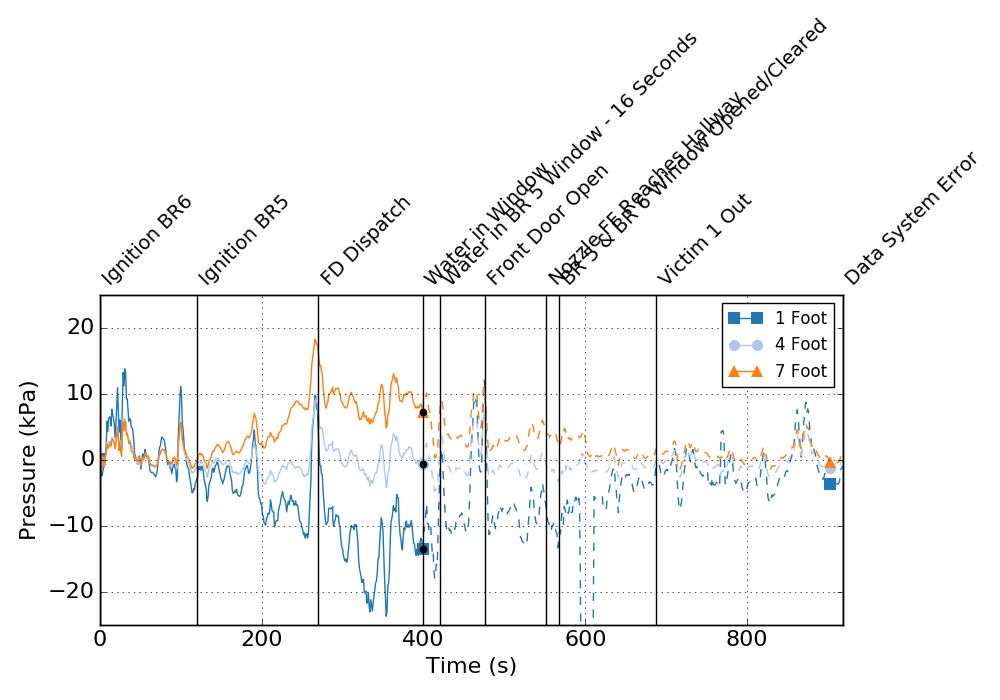 Ignition BR6
Ignition BR5
FD Dispatch
Water in Window
Water in BR 5 Window - 16 Seconds
Front Door Open
Nozzle FF Reaches Hallway
BR 5 & BR 6 Window Opened/Cleared
Victim 1 Out
Data System Error
1 Foot
4 Foot
7 Foot
20
10
0
−10
−20
Pressure (kPa)
0 200 400 600 800
Time (s)